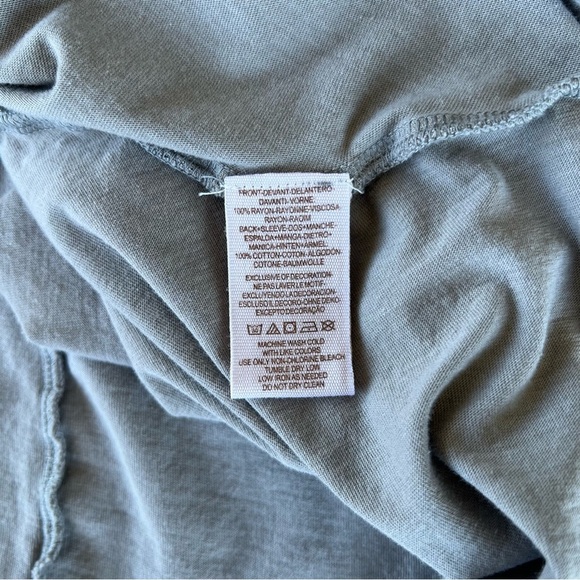 FRONT-DEVANT-DELANTERO-
DAVANTI-VORNE:
100% RAYON-RAYONNE-VISCOSA
RAYON-RAOIM
BACK+SLEEVE-DOS+MANCHE-
ESPALDA+MANGA-DIETRO+
MANICA-HINTEN+ARMEL:
100% COTTON-COTON-ALGODÓN-
COTONE-BAUMWOLLE
EXCLUSIVE OF DECORATION-
NE PAS LAVER LE MOTIF-
EXCLUYENDO LA DECORACION-
ESCLUSO IL DECORO-OHNE DEKO-
EXCEPTO DECORAÇÃO
MACHINE WASH COLD
WITH LIKE COLORS
USE ONLY NON-CHLORINE BLEACH
TUMBLE DRY LOW
LOW IRON AS NEEDED
DO NOT DRY CLEAN